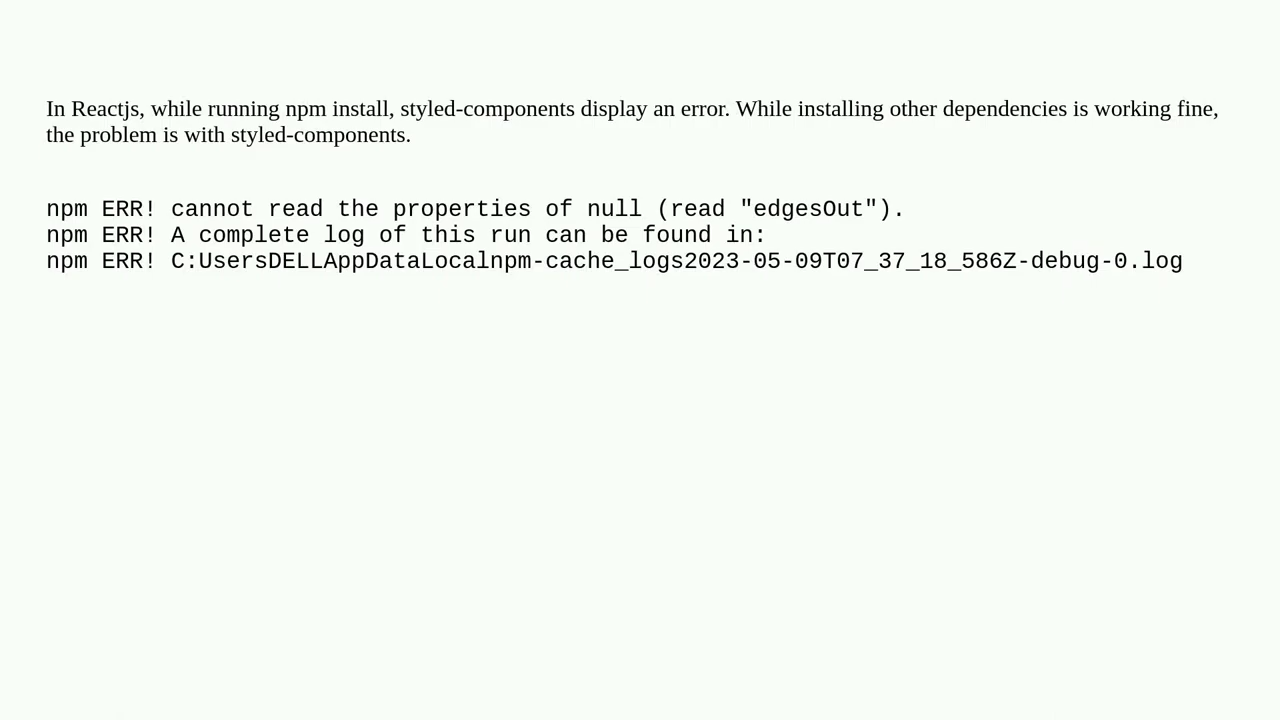 In Reactjs, while running npm install, styled-components display an error. While installing other dependencies is working fine,
the problem is with styled-components.
npm ERR! cannot read the properties of null (read "edgesOut").
npm ERR! A complete log of this run can be found in:
npm ERR! C:UsersDELLAppDataLocalnpm-cache_logs2023-05-09T07_37_18_586Z-debug-0.log